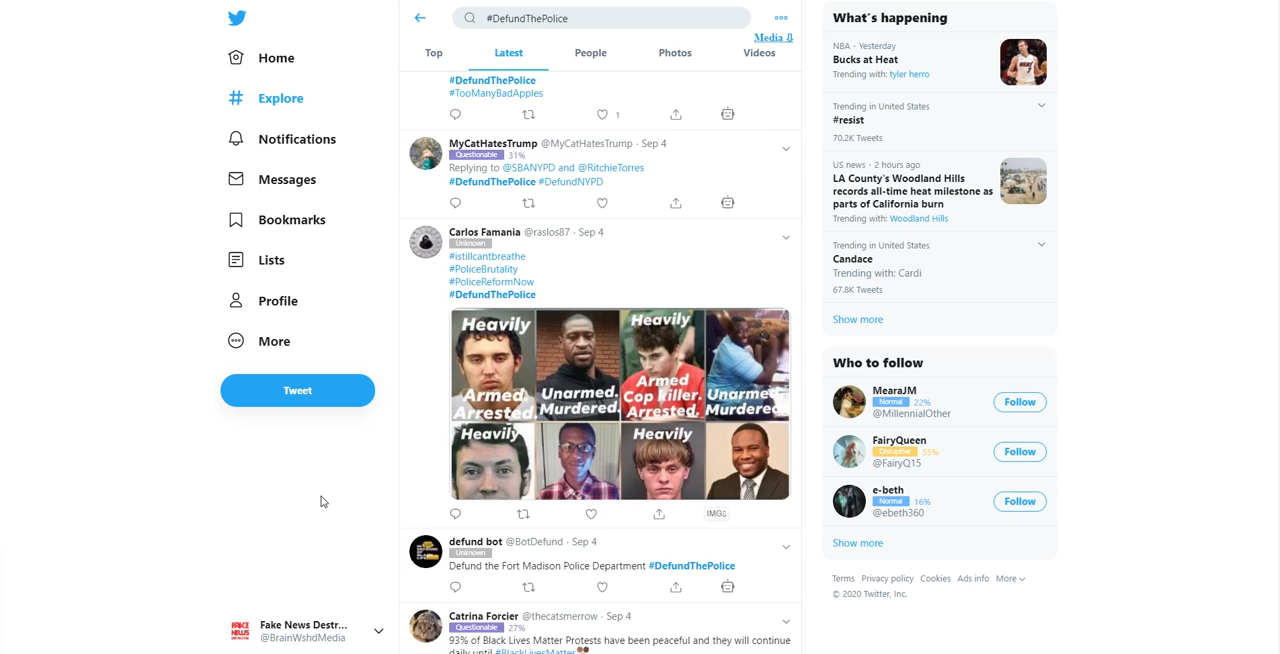 Home
Explore
Notifications
Messages
Bookmarks
Lists
Profile
More
Tweet
FAKE
NEWS
Fake News Destr...
@BrainWshdMedia
#DefundThePolice
Media ⇩
Top Latest People Photos Videos
#DefundThePolice
#TooManyBadApples
1
MyCatHatesTrump @MyCatHatesTrump · Sep 4
Questionable 31%
Replying to @SBANYPD and @RitchieTorres
#DefundThePolice #DefundNYPD
Carlos Famania @raslos87 · Sep 4
Unknown
#istillcantbreathe
#PoliceBrutality
#PoliceReformNow
#DefundThePolice
Heavily Heavily
Armed. Unarmed. Armed Unarmed
Arrested. Murdered. Cop Killer. Murdered
Arrested.
Heavily Heavily
IMG⇩
defund bot @BotDefund · Sep 4
Unknown
Defund the Fort Madison Police Department #DefundThePolice
Catrina Forcier @thecatsmerrow · Sep 4
Questionable 27%
93% of Black Lives Matter Protests have been peaceful and they will continue
daily until #BlackLivesMatter
What's happening
NBA · Yesterday
Bucks at Heat
Trending with: tyler herro
Trending in United States
#resist
70.2K Tweets
US news · 2 hours ago
LA County's Woodland Hills
records all-time heat milestone as
parts of California burn
Trending with: Woodland Hills
Trending in United States
Candace
Trending with: Cardi
67.8K Tweets
Show more
Who to follow
MearaJM
Normal 22%
@MillennialOther
Follow
FairyQueen
Disruptive 55%
@FairyQ15
Follow
e-beth
Normal 16%
@ebeth360
Follow
Show more
Terms Privacy policy Cookies Ads info More
© 2020 Twitter, Inc.